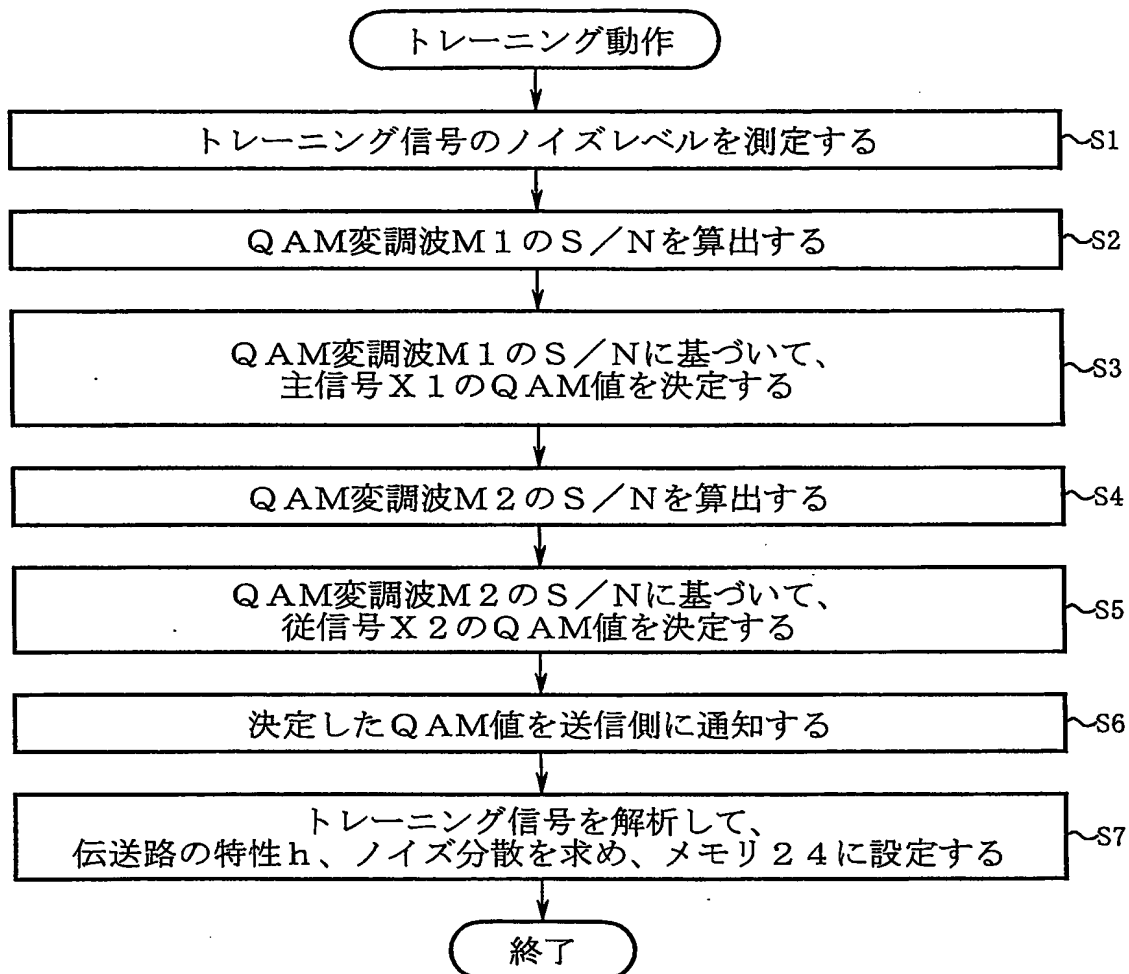 トレーニング動作
トレーニング信号のノイズレベルを測定する
~S1
QAM変調波M1のS/Nを算出する
~S2
QAM変調波M1のS/Nに基づいて、
主信号X1のQAM値を決定する
~S3
QAM変調波M2のS/Nを算出する
~S4
QAM変調波M2のS/Nに基づいて、
従信号X2のQAM値を決定する
~S5
決定したQAM値を送信側に通知する
~S6
トレーニング信号を解析して、
伝送路の特性h、ノイズ分散を求め、メモリ24に設定する
~S7
終了